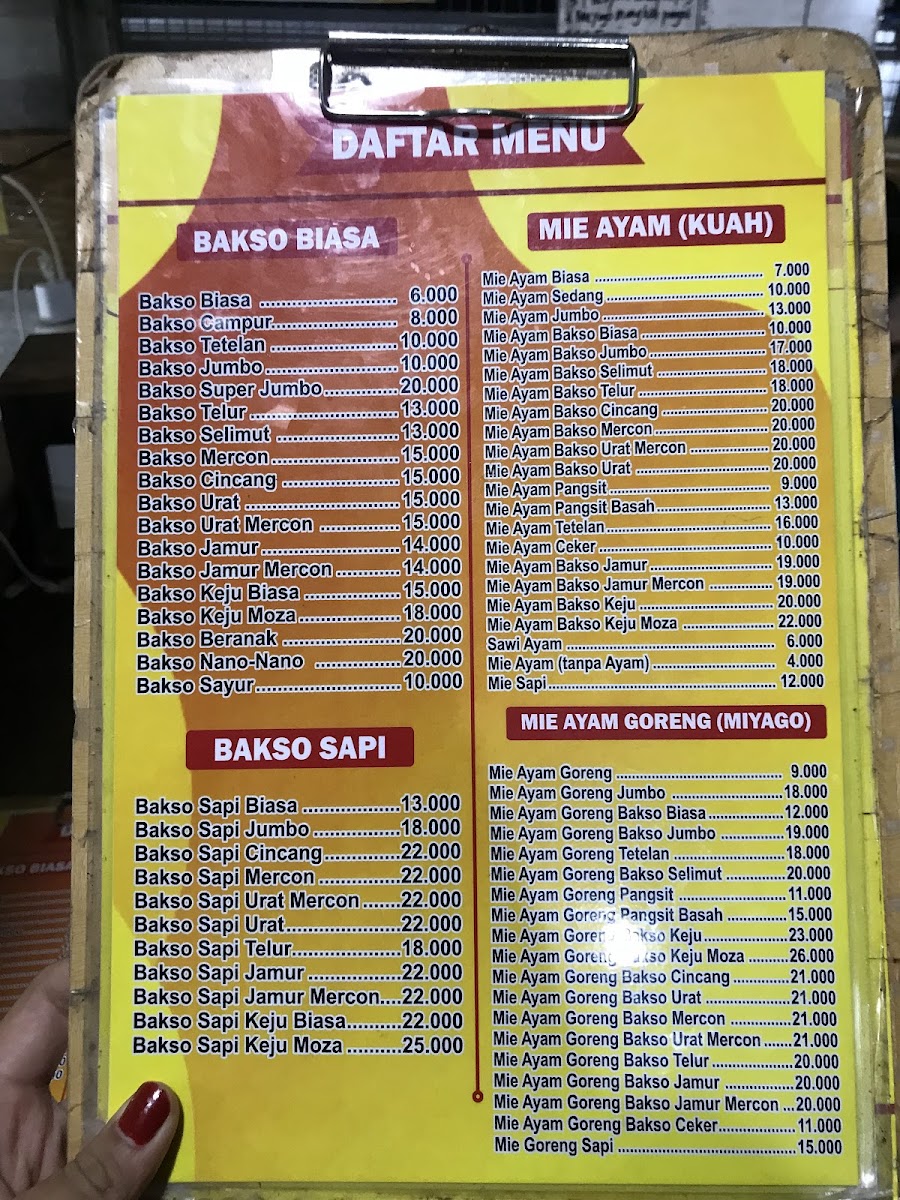 DAFTAR MENU
BAKSO BIASA
Bakso Biasa ........................... 6.000
Bakso Campur........................... 8.000
Bakso Tetelan ......................... 10.000
Bakso Jumbo .......................... 10.000
Bakso Super Jumbo............... 20.000
Bakso Telur ............................. 13.000
Bakso Selimut ........................ 13.000
Bakso Mercon......................... 15.000
Bakso Cincang ....................... 15.000
Bakso Urat .............................. 15.000
Bakso Urat Mercon ................ 15.000
Bakso Jamur........................... 14.000
Bakso Jamur Mercon ............. 14.000
Bakso Keju Biasa ................... 15.000
Bakso Keju Moza.................... 18.000
Bakso Beranak ....................... 20.000
Bakso Nano-Nano ................. 20.000
Bakso Sayur............................ 10.000
BAKSO SAPI
Bakso Sapi Biasa ................... 13.000
Bakso Sapi Jumbo ................. 18.000
Bakso Sapi Cincang............... 22.000
Bakso Sapi Mercon ................ 22.000
Bakso Sapi Urat Mercon ....... 22.000
Bakso Sapi Urat...................... 22.000
Bakso Sapi Telur..................... 18.000
Bakso Sapi Jamur .................. 22.000
Bakso Sapi Jamur Mercon.... 22.000
Bakso Sapi Keju Biasa........... 22.000
Bakso Sapi Keju Moza .......... 25.000
MIE AYAM (KUAH)
Mie Ayam Biasa ..................................... 7.000
Mie Ayam Sedang .................................. 10.000
Mie Ayam Jumbo ................................... 13.000
Mie Ayam Bakso Biasa ........................... 10.000
Mie Ayam Bakso Jumbo......................... 17.000
Mie Ayam Bakso Selimut ....................... 18.000
Mie Ayam Bakso Telur ........................... 18.000
Mie Ayam Bakso Cincang ...................... 20.000
Mie Ayam Bakso Mercon........................ 20.000
Mie Ayam Bakso Urat Mercon ................ 20.000
Mie Ayam Bakso Urat ............................. 20.000
Mie Ayam Pangsit ................................... 9.000
Mie Ayam Pangsit Basah........................ 13.000
Mie Ayam Tetelan.................................... 16.000
Mie Ayam Ceker ...................................... 10.000
Mie Ayam Bakso Jamur .......................... 19.000
Mie Ayam Bakso Jamur Mercon ............. 19.000
Mie Ayam Bakso Keju ............................. 20.000
Mie Ayam Bakso Keju Moza ................... 22.000
Sawi Ayam .............................................. 6.000
Mie Ayam (tanpa Ayam) .......................... 4.000
Mie Sapi.................................................. 12.000
MIE AYAM GORENG (MIYAGO)
Mie Ayam Goreng .................................... 9.000
Mie Ayam Goreng Jumbo ........................ 18.000
Mie Ayam Goreng Bakso Biasa................ 12.000
Mie Ayam Goreng Bakso Jumbo ............. 19.000
Mie Ayam Goreng Tetelan ....................... 18.000
Mie Ayam Goreng Bakso Selimut ............ 20.000
Mie Ayam Goreng Pangsit ....................... 11.000
Mie Ayam Goreng Pangsit Basah ............ 15.000
Mie Ayam Goreng Bakso Keju.................. 23.000
Mie Ayam Goreng Bakso Keju Moza ........ 26.000
Mie Ayam Goreng Bakso Cincang ........... 21.000
Mie Ayam Goreng Bakso Urat .................. 21.000
Mie Ayam Goreng Bakso Mercon ............. 21.000
Mie Ayam Goreng Bakso Urat Mercon ...... 21.000
Mie Ayam Goreng Bakso Telur ................. 20.000
Mie Ayam Goreng Bakso Jamur ............... 20.000
Mie Ayam Goreng Bakso Jamur Mercon ... 20.000
Mie Ayam Goreng Bakso Ceker................ 11.000
Mie Goreng Sapi ...................................... 15.000